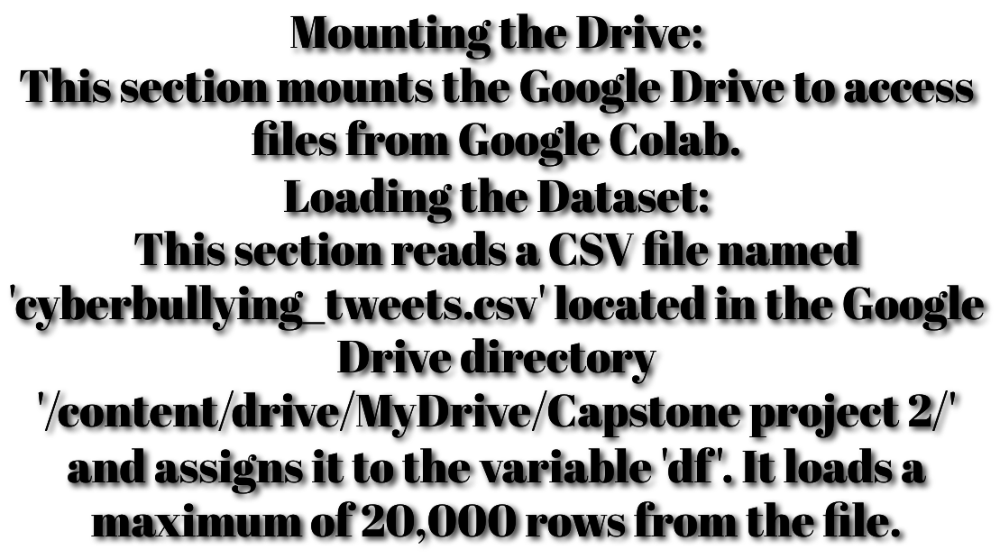 Mounting the Drive:
This section mounts the Google Drive to access
files from Google Colab.
Loading the Dataset:
This section reads a CSV file named
'cyberbullying_tweets.csv' located in the Google
Drive directory
'/content/drive/MyDrive/Capstone project 2/'
and assigns it to the variable 'df'. It loads a
maximum of 20,000 rows from the file.